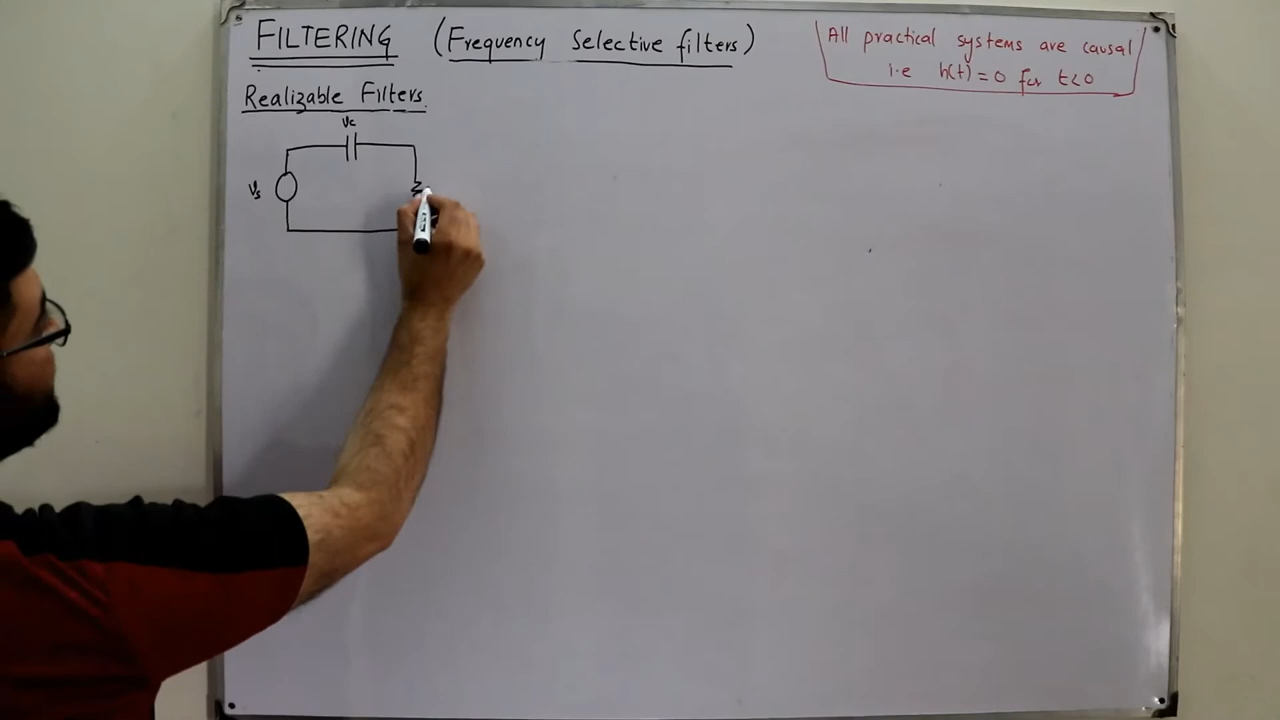 FILTERING (Frequency Selective filters)
All practical systems are causal
i.e h(t) = 0 for t<0
Realizable Filters.
Vc
Vs